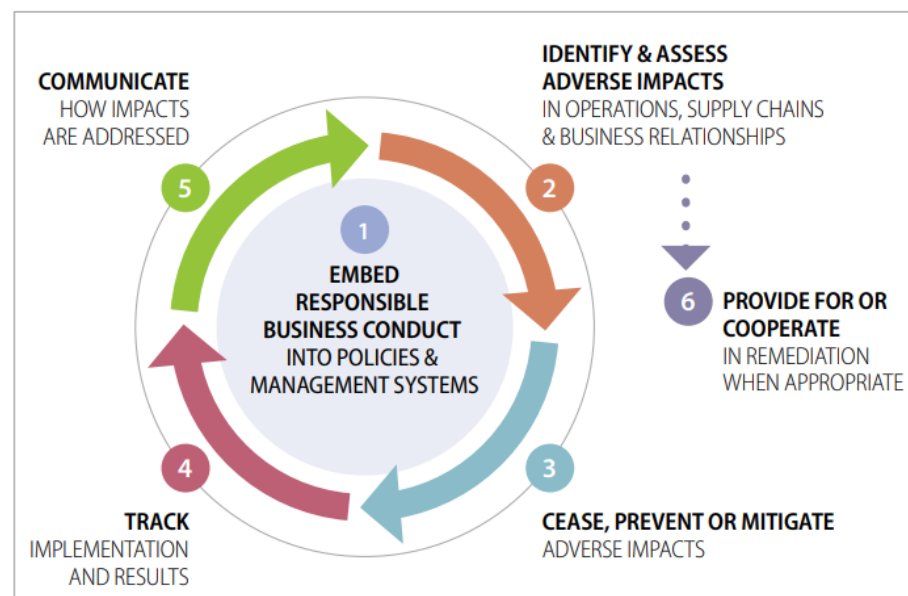 1
EMBED
RESPONSIBLE
BUSINESS CONDUCT
INTO POLICIES &
MANAGEMENT SYSTEMS
2
IDENTIFY & ASSESS
ADVERSE IMPACTS
IN OPERATIONS, SUPPLY CHAINS
& BUSINESS RELATIONSHIPS
3
CEASE, PREVENT OR MITIGATE
ADVERSE IMPACTS
4
TRACK
IMPLEMENTATION
AND RESULTS
5
COMMUNICATE
HOW IMPACTS
ARE ADDRESSED
6
PROVIDE FOR OR
COOPERATE
IN REMEDIATION
WHEN APPROPRIATE